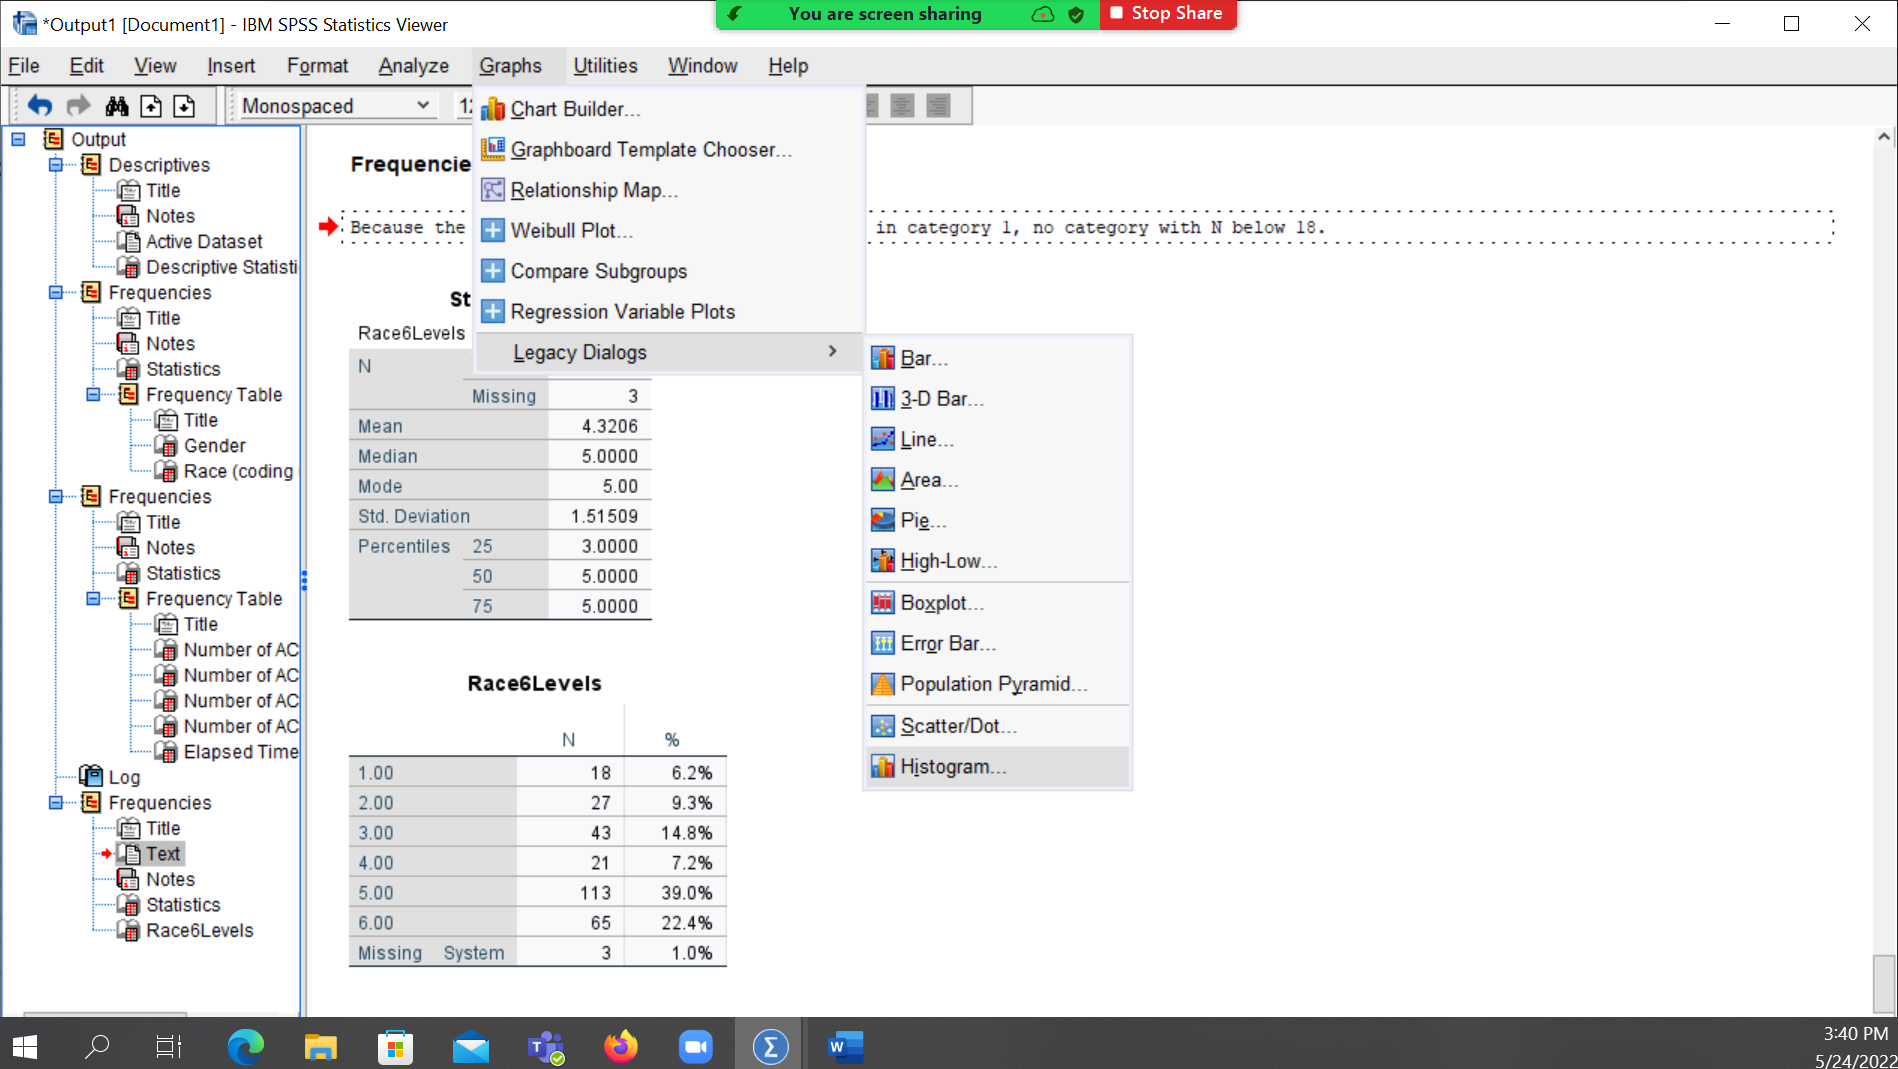 *Output1 [Document1] - IBM SPSS Statistics Viewer
You are screen sharing
Stop Share
File Edit View Insert Format Analyze Graphs Utilities Window Help
Monospaced
Output
Descriptives
Title
Notes
Active Dataset
Descriptive Statisti
Frequencies
Title
Notes
Statistics
Frequency Table
Title
Gender
Race (coding
Frequencies
Title
Notes
Statistics
Frequency Table
Title
Number of AC
Number of AC
Number of AC
Number of AC
Elapsed Time
Log
Frequencies
Title
Text
Notes
Statistics
Race6Levels
Chart Builder...
Graphboard Template Chooser...
Relationship Map...
Weibull Plot...
Compare Subgroups
Regression Variable Plots
Legacy Dialogs
Bar...
3-D Bar...
Line...
Area...
Pie...
High-Low...
Boxplot...
Error Bar...
Population Pyramid...
Scatter/Dot...
Histogram...
Frequencie
Because the in category 1, no category with N below 18.
St
Race6Levels
N
Missing 3
Mean 4.3206
Median 5.0000
Mode 5.00
Std. Deviation 1.51509
Percentiles 25 3.0000
50 5.0000
75 5.0000
Race6Levels
N %
1.00 18 6.2%
2.00 27 9.3%
3.00 43 14.8%
4.00 21 7.2%
5.00 113 39.0%
6.00 65 22.4%
Missing System 3 1.0%
3:40 PM
5/24/2022